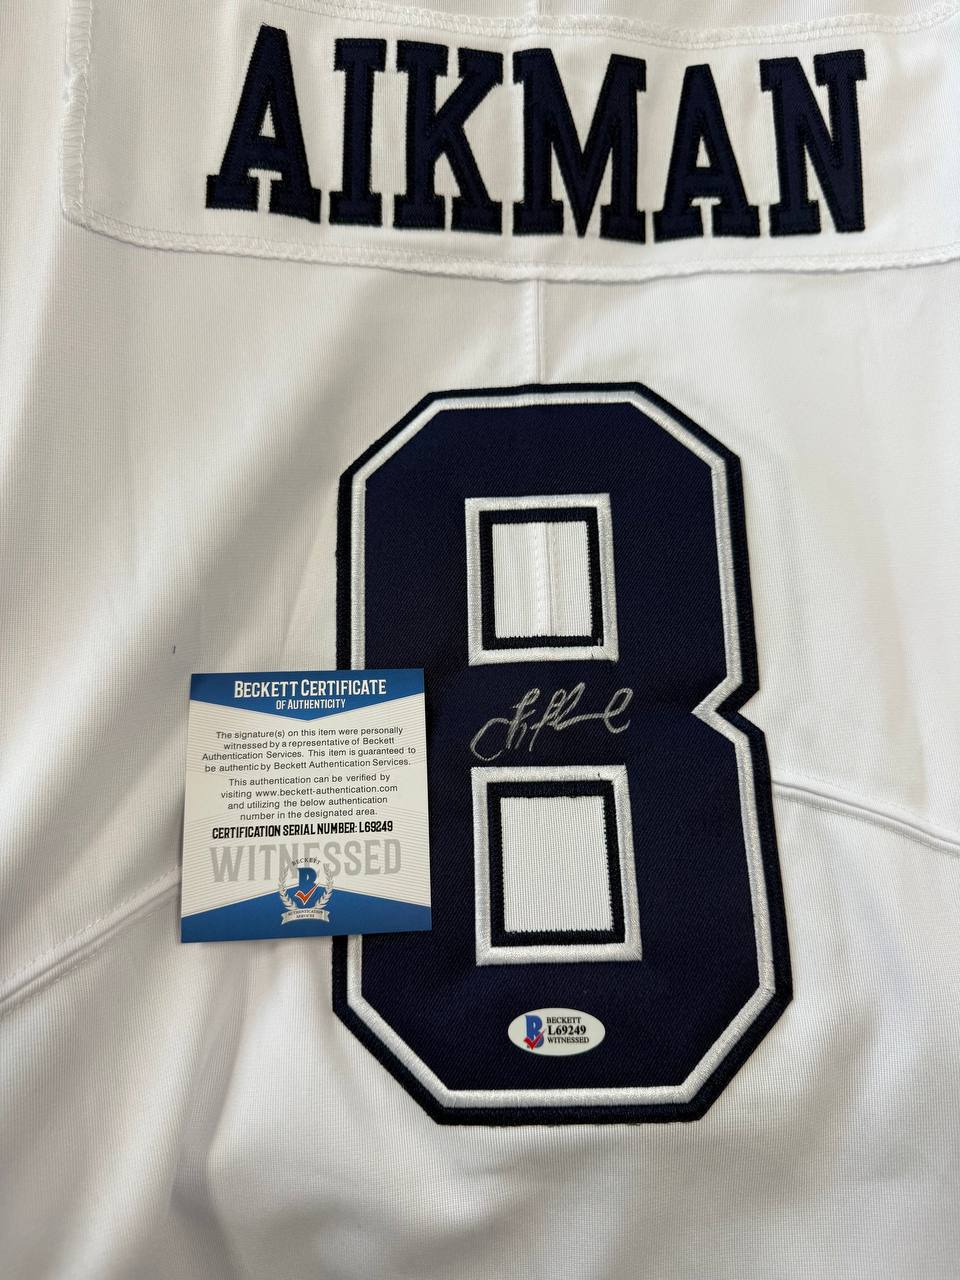 AIKMAN
8
BECKETT CERTIFICATE
OF AUTHENTICITY
The signature(s) on this item were personally
witnessed by a representative of Beckett
Authentication Services. This item is guaranteed to
be authentic by Beckett Authentication Services.
This authentication can be verified by
visiting www.beckett-authentication.com
and utilizing the below authentication
number in the designated area.
CERTIFICATION SERIAL NUMBER: L69249
WITNESSED
BECKETT
B
AUTHENTICATION
SERVICES
B
BECKETT
L69249
WITNESSED